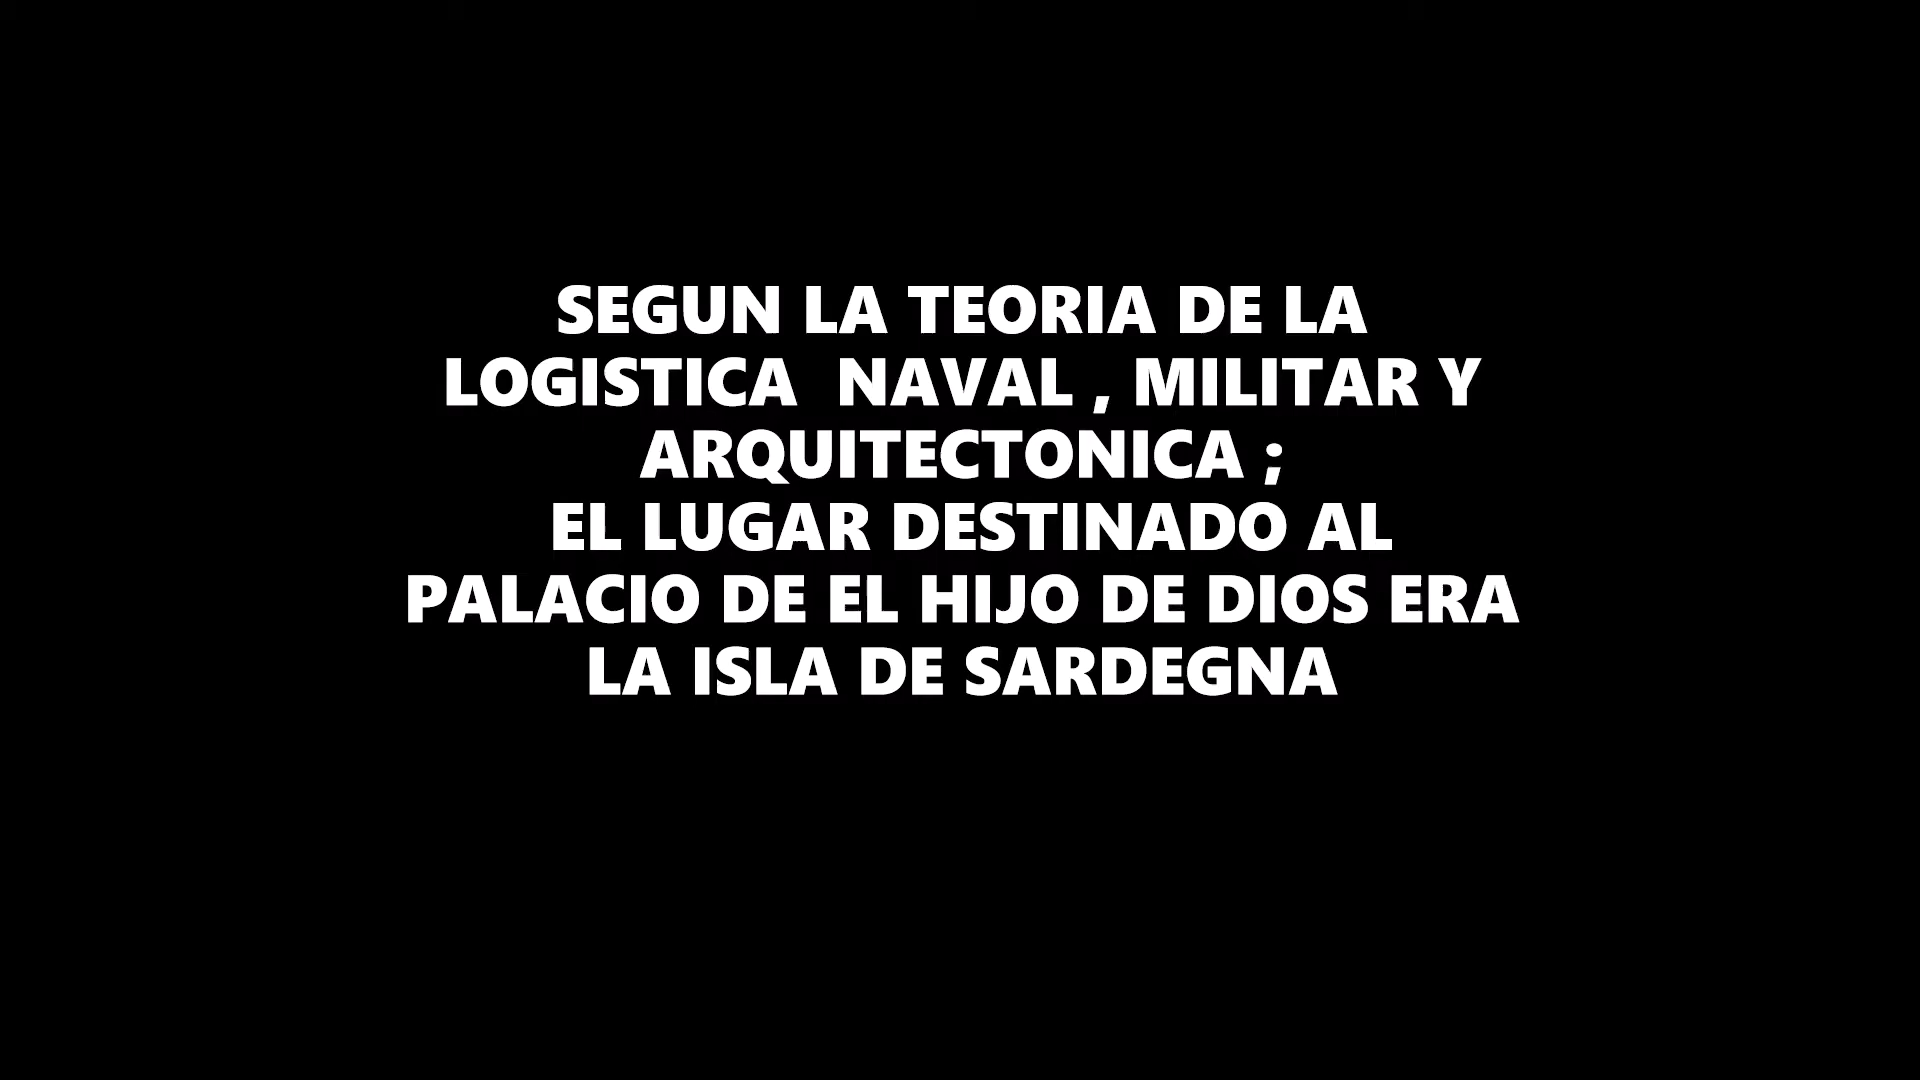 SEGUN LA TEORIA DE LA
LOGISTICA  NAVAL , MILITAR Y
ARQUITECTONICA ;
EL LUGAR DESTINADO AL
PALACIO DE EL HIJO DE DIOS ERA
LA ISLA DE SARDEGNA